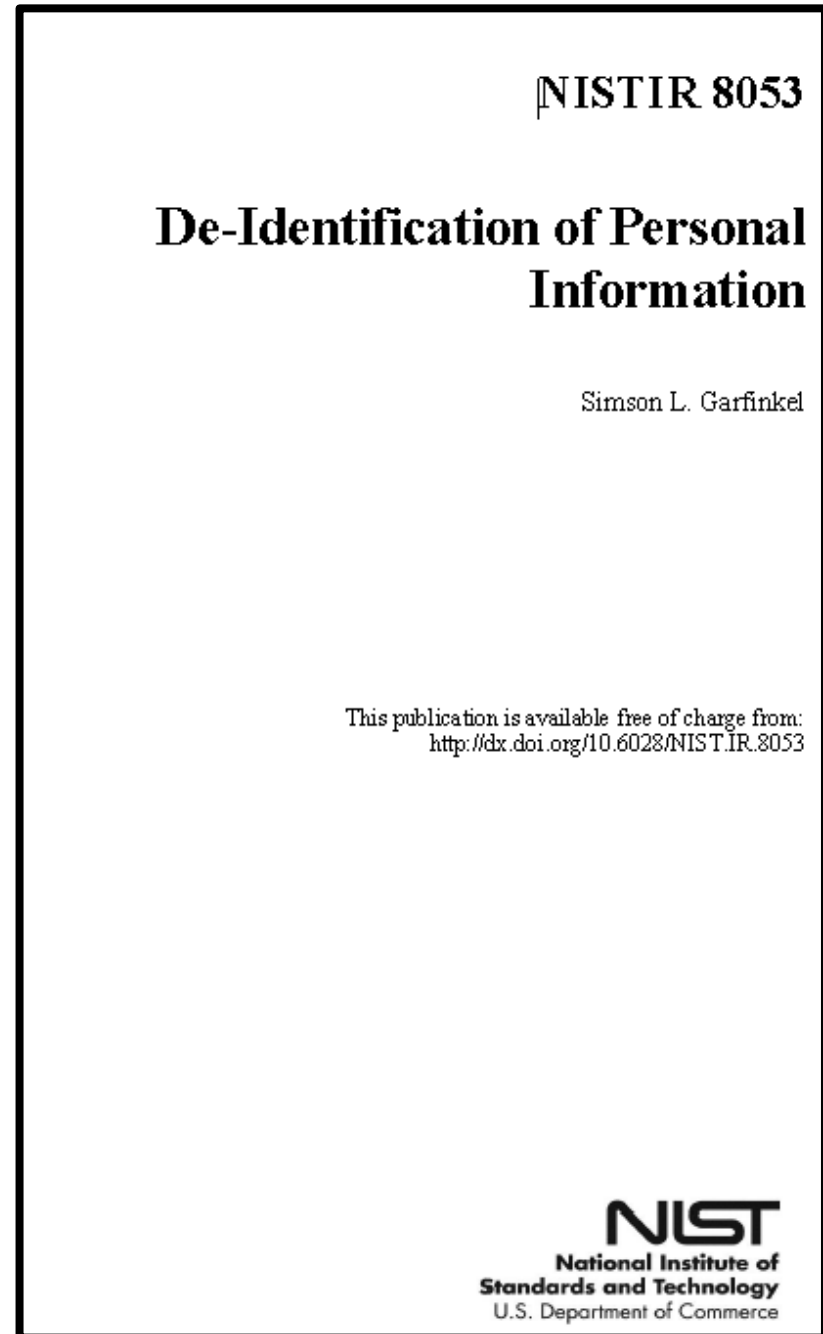 NISTIR 8053
De-Identification of Personal
Information
Simson L. Garfinkel
This publication is available free of charge from:
http://dx.doi.org/10.6028/NIST.IR.8053
NIST
National Institute of
Standards and Technology
U.S. Department of Commerce